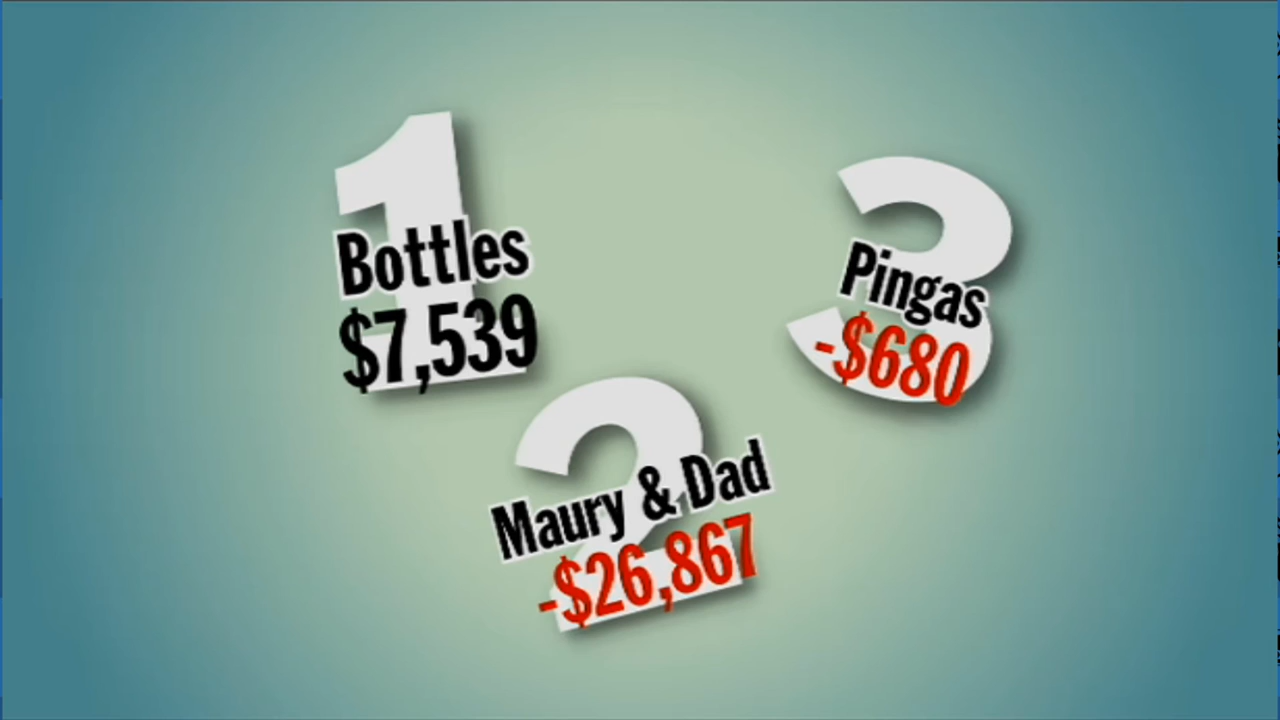 1
Bottles
$7,539
2
Maury & Dad
-$26,867
3
Pingas
-$680